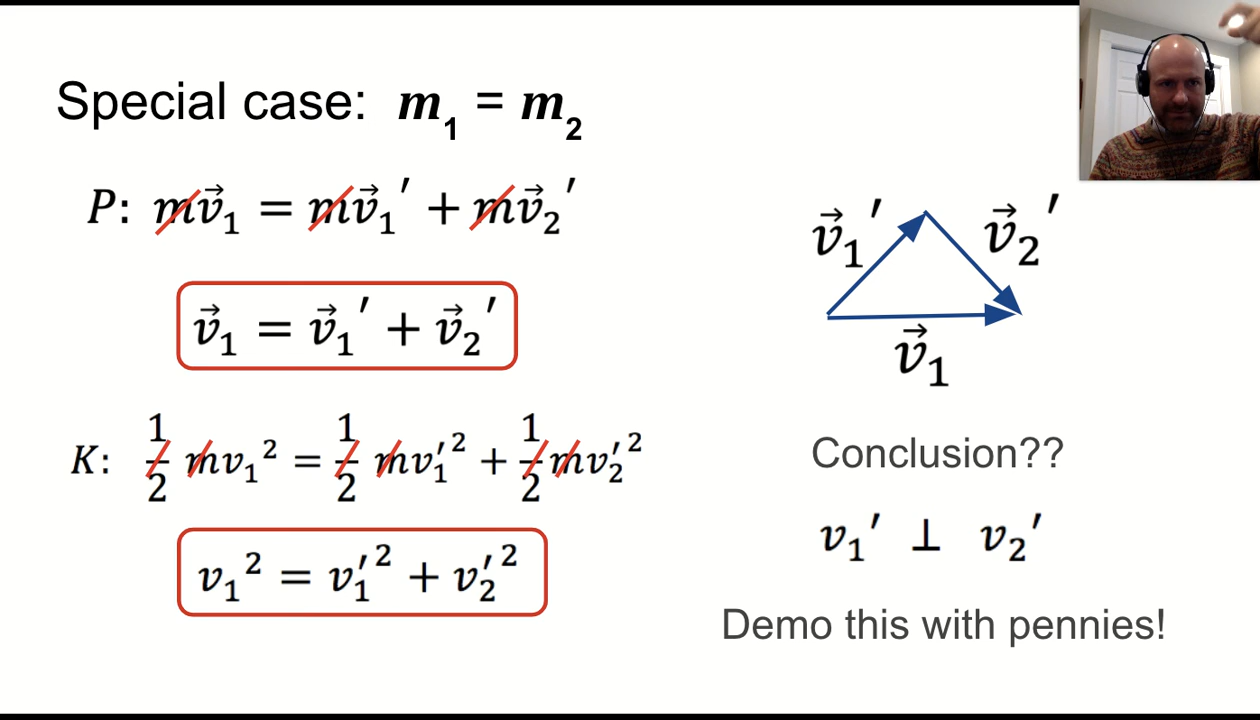 Special case: m₁ = m₂
P: mv⃗₁ = mv⃗₁′ + mv⃗₂′
v⃗₁ = v⃗₁′ + v⃗₂′
K: 1/2 mv₁² = 1/2 mv₁′² + 1/2 mv₂′²
v₁² = v₁′² + v₂′²
v⃗₁′
v⃗₂′
v⃗₁
Conclusion??
v₁′ ⊥ v₂′
Demo this with pennies!